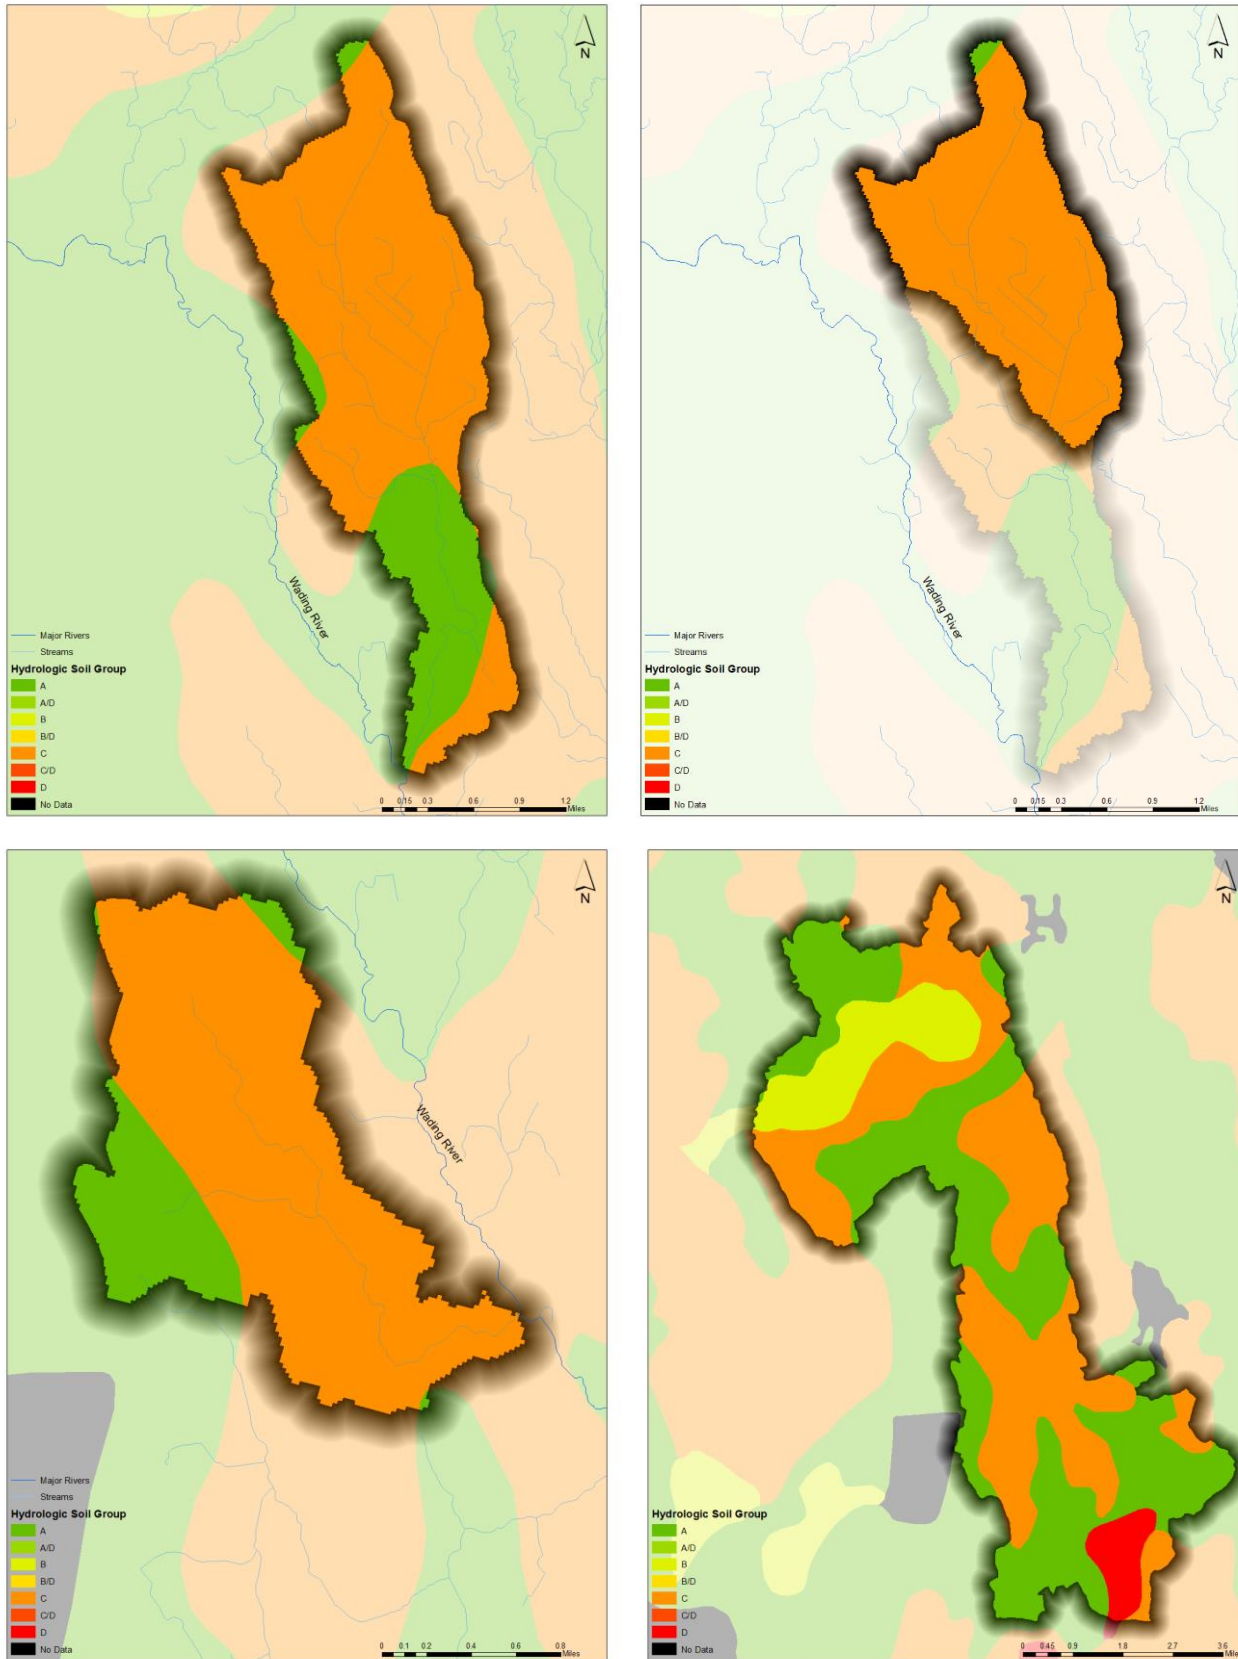 N
Wading River
Major Rivers
Streams
Hydrologic Soil Group
A
A/D
B
B/D
C
C/D
D
No Data
0 0.15 0.3 0.6 0.9 1.2
Miles
N
Wading River
Major Rivers
Streams
Hydrologic Soil Group
A
A/D
B
B/D
C
C/D
D
No Data
0 0.15 0.3 0.6 0.9 1.2
Miles
N
Wading River
Major Rivers
Streams
Hydrologic Soil Group
A
A/D
B
B/D
C
C/D
D
No Data
0 0.1 0.2 0.4 0.6 0.8
Miles
N
Hydrologic Soil Group
A
A/D
B
B/D
C
C/D
D
No Data
0 0.45 0.9 1.8 2.7 3.6
Miles